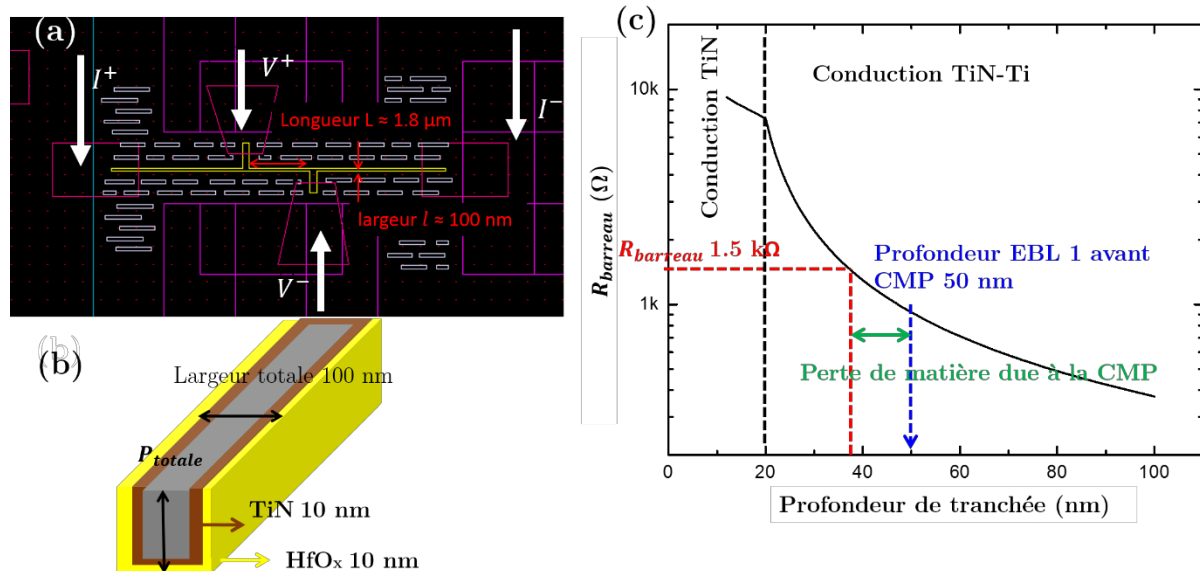 (a)
I⁺
V⁺
I⁻
Longueur L ≈ 1.8 µm
largeur l ≈ 100 nm
V⁻
(b)
(b)
Largeur totale 100 nm
P_totale
TiN 10 nm
HfOₓ 10 nm
(c)
R_barreau (Ω)
10k
1k
Conduction TiN
Conduction TiN-Ti
R_barreau 1.5 kΩ
Profondeur EBL 1 avant
CMP 50 nm
Perte de matière due à la CMP
0 20 40 60 80 100
Profondeur de tranchée (nm)